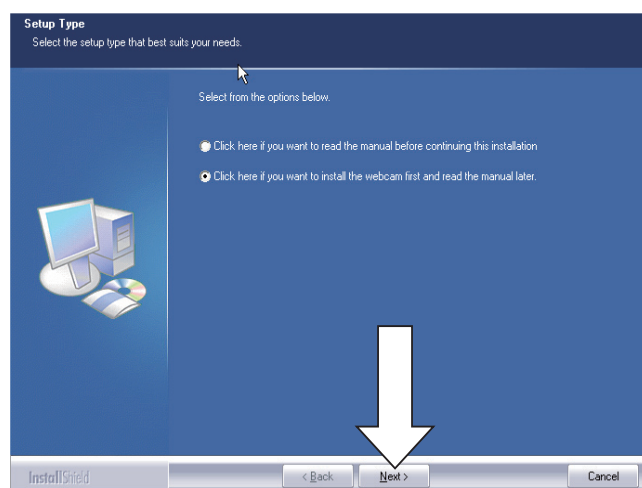 Setup Type
Select the setup type that best suits your needs.
Select from the options below.
Click here if you want to read the manual before continuing this installation
Click here if you want to install the webcam first and read the manual later.
InstallShield
< Back
Next >
Cancel